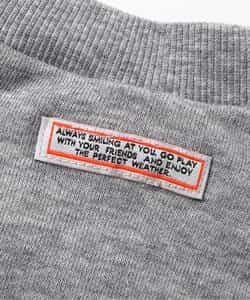 ALWAYS SMILING AT YOU. GO PLAY
WITH YOUR FRIENDS AND ENJOY
THE PERFECT WEATHER.